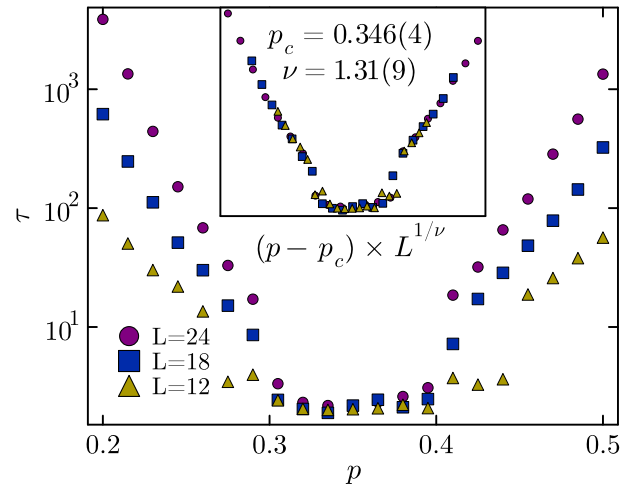 p_c = 0.346(4)
ν = 1.31(9)
(p − p_c) × L^{1/ν}
τ
10^3
10^2
10^1
L=24
L=18
L=12
0.2 0.3 0.4 0.5
p